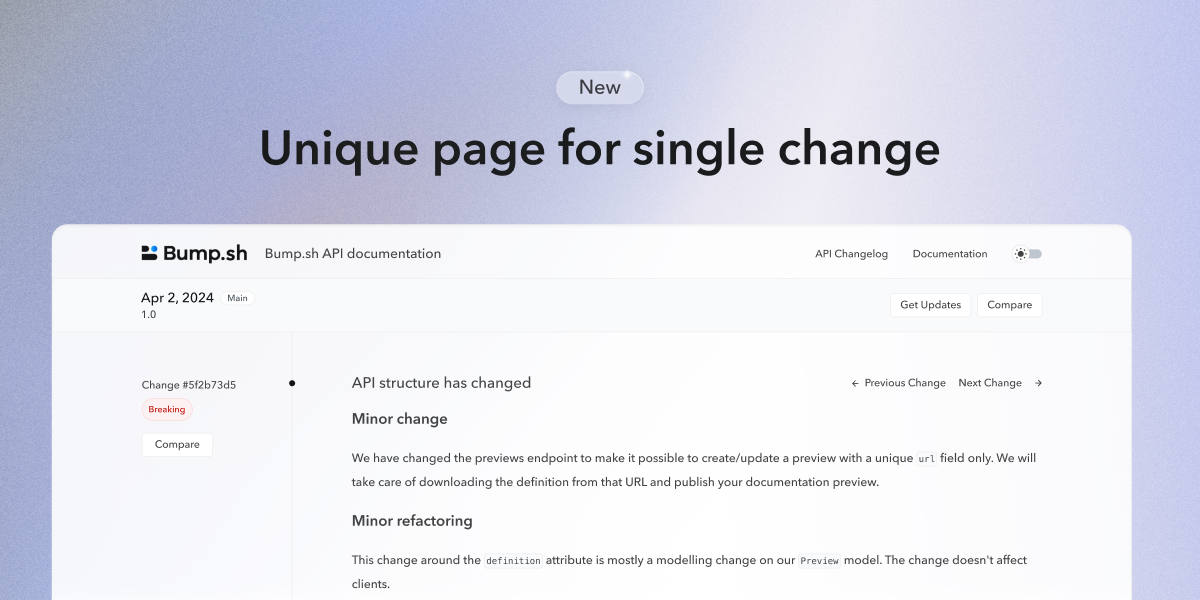 New
Unique page for single change
Bump.sh Bump.sh API documentation API Changelog Documentation
Apr 2, 2024 Main
1.0
Get Updates Compare
Change #5f2b73d5
Breaking
Compare
API structure has changed
← Previous Change Next Change →
Minor change
We have changed the previews endpoint to make it possible to create/update a preview with a unique url field only. We will
take care of downloading the definition from that URL and publish your documentation preview.
Minor refactoring
This change around the definition attribute is mostly a modelling change on our Preview model. The change doesn't affect
clients.